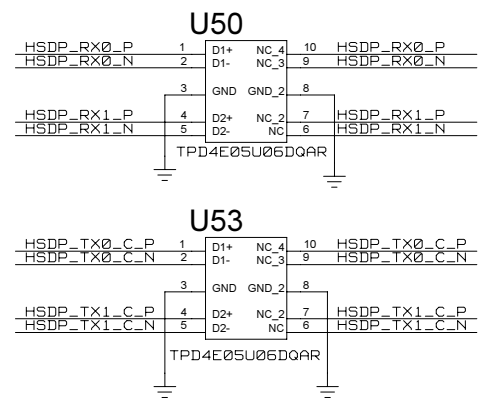 U50
HSDP_RX0_P 1 D1+ NC_4 10 HSDP_RX0_P
HSDP_RX0_N 2 D1- NC_3 9 HSDP_RX0_N
3 GND GND_2 8
HSDP_RX1_P 4 D2+ NC_2 7 HSDP_RX1_P
HSDP_RX1_N 5 D2- NC 6 HSDP_RX1_N
TPD4E05U06DQAR
U53
HSDP_TX0_C_P 1 D1+ NC_4 10 HSDP_TX0_C_P
HSDP_TX0_C_N 2 D1- NC_3 9 HSDP_TX0_C_N
3 GND GND_2 8
HSDP_TX1_C_P 4 D2+ NC_2 7 HSDP_TX1_C_P
HSDP_TX1_C_N 5 D2- NC 6 HSDP_TX1_C_N
TPD4E05U06DQAR